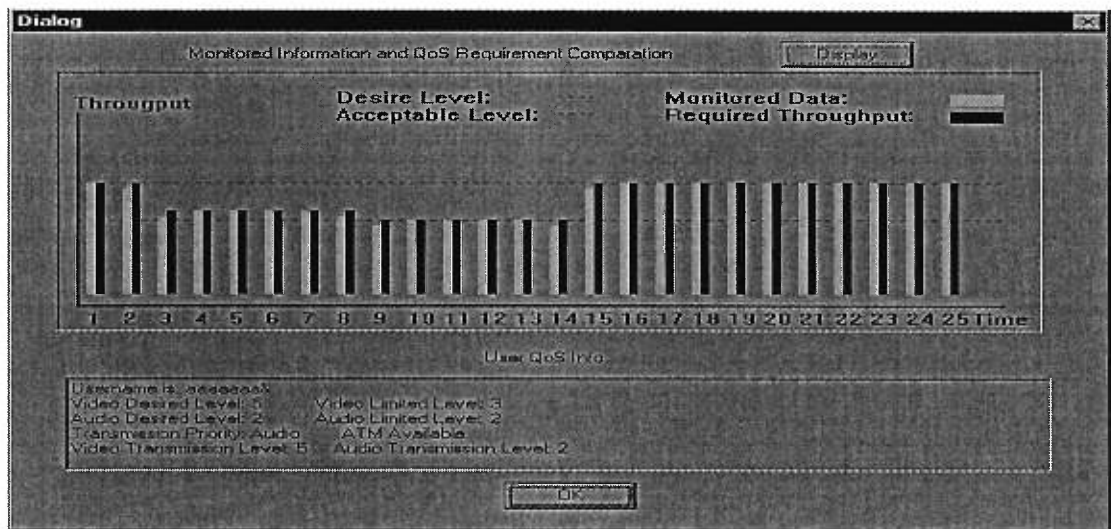 Dialog
Monitored Information and QoS Requirement Comparation
Display
Througput
Desire Level:
Monitored Data:
Acceptable Level:
Required Throughput:
1 2 3 4 5 6 7 8 9 10 11 12 13 14 15 16 17 18 19 20 21 22 23 24 25 Time
User QoS Info.
Username is:
Video Desired Level: 5 Video Limited Level: 3
Audio Desired Level: 2 Audio Limited Level: 2
Transmission Priority: Audio ATM Available
Video Transmission Level: 5 Audio Transmission Level: 2
OK